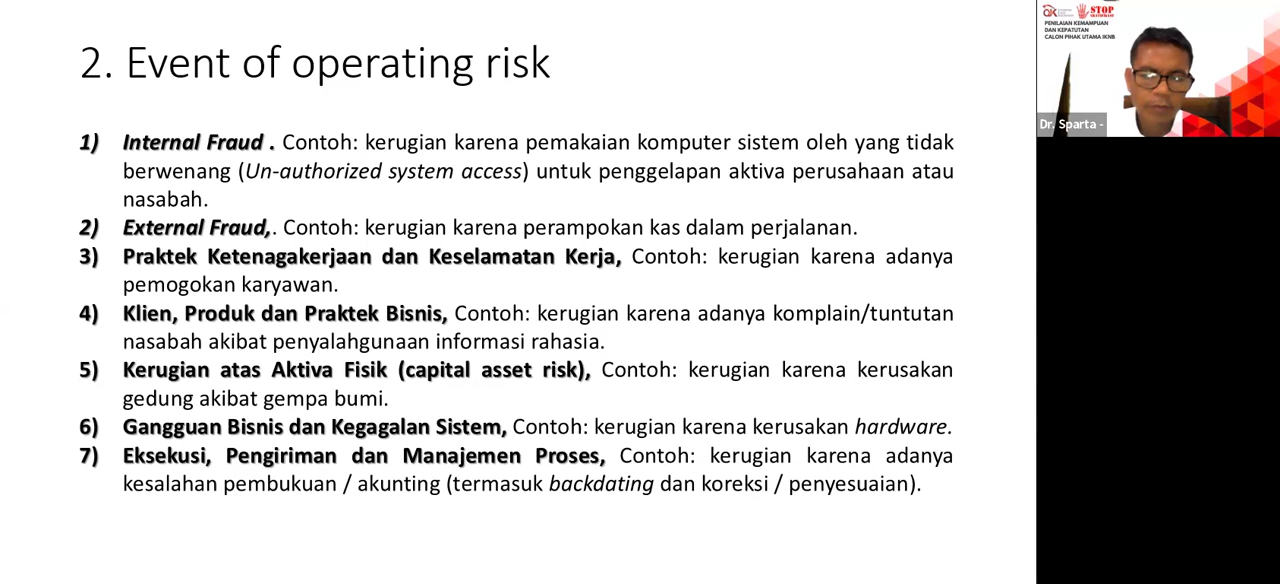 2. Event of operating risk
1) Internal Fraud . Contoh: kerugian karena pemakaian komputer sistem oleh yang tidak
berwenang (Un-authorized system access) untuk penggelapan aktiva perusahaan atau
nasabah.
2) External Fraud,. Contoh: kerugian karena perampokan kas dalam perjalanan.
3) Praktek Ketenagakerjaan dan Keselamatan Kerja, Contoh: kerugian karena adanya
pemogokan karyawan.
4) Klien, Produk dan Praktek Bisnis, Contoh: kerugian karena adanya komplain/tuntutan
nasabah akibat penyalahgunaan informasi rahasia.
5) Kerugian atas Aktiva Fisik (capital asset risk), Contoh: kerugian karena kerusakan
gedung akibat gempa bumi.
6) Gangguan Bisnis dan Kegagalan Sistem, Contoh: kerugian karena kerusakan hardware.
7) Eksekusi, Pengiriman dan Manajemen Proses, Contoh: kerugian karena adanya
kesalahan pembukuan / akunting (termasuk backdating dan koreksi / penyesuaian).
STOP
PENILAIAN KEMAMPUAN
DAN KEPATUTAN
CALON PIHAK UTAMA IKNB
Dr. Sparta -